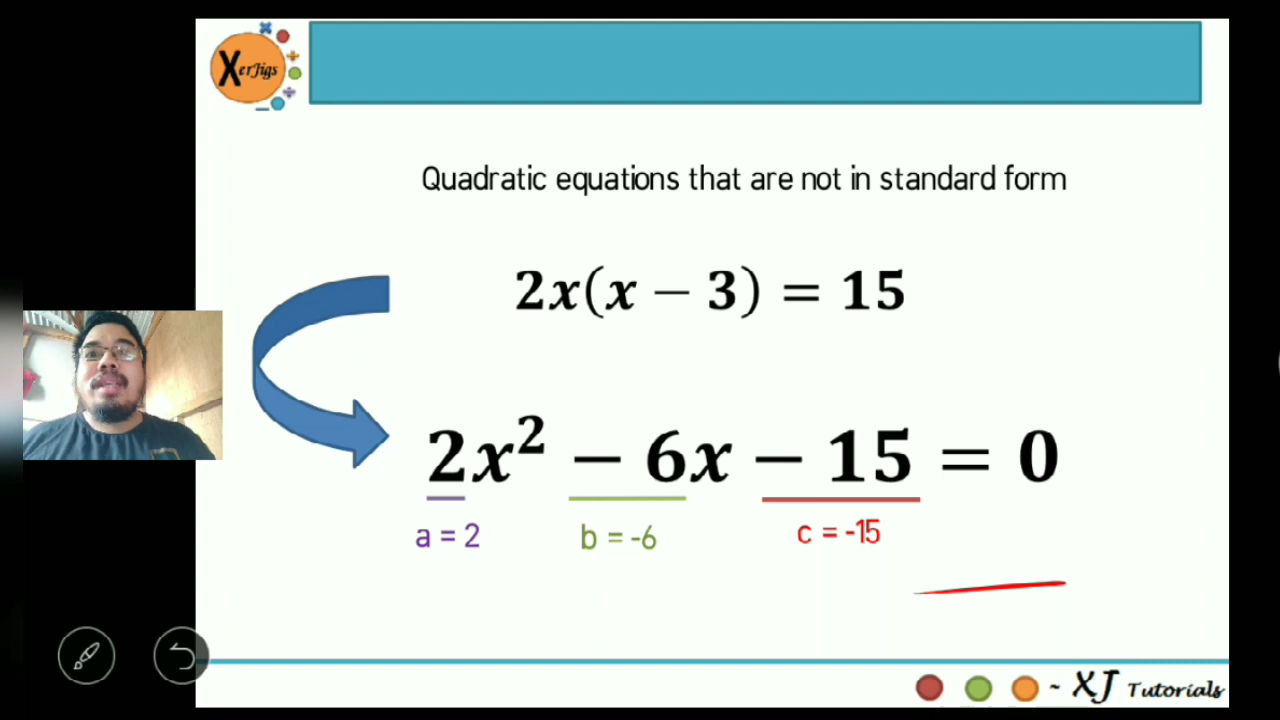 XerJigs
Quadratic equations that are not in standard form
2x(x − 3) = 15
2x² − 6x − 15 = 0
a = 2 b = -6 c = -15
~ XJ Tutorials